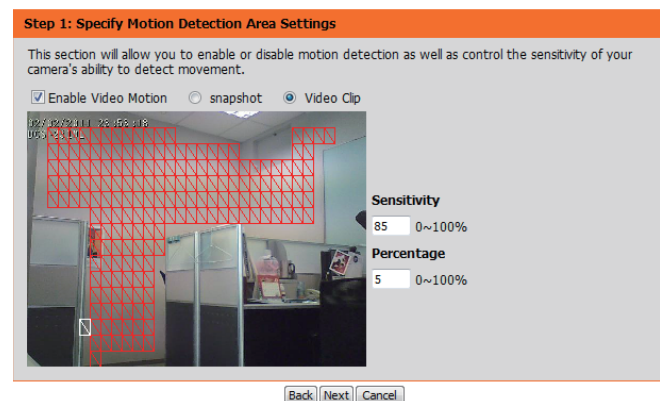 Step 1: Specify Motion Detection Area Settings
This section will allow you to enable or disable motion detection as well as control the sensitivity of your
camera's ability to detect movement.
Enable Video Motion snapshot Video Clip
Sensitivity
85 0~100%
Percentage
5 0~100%
Back Next Cancel